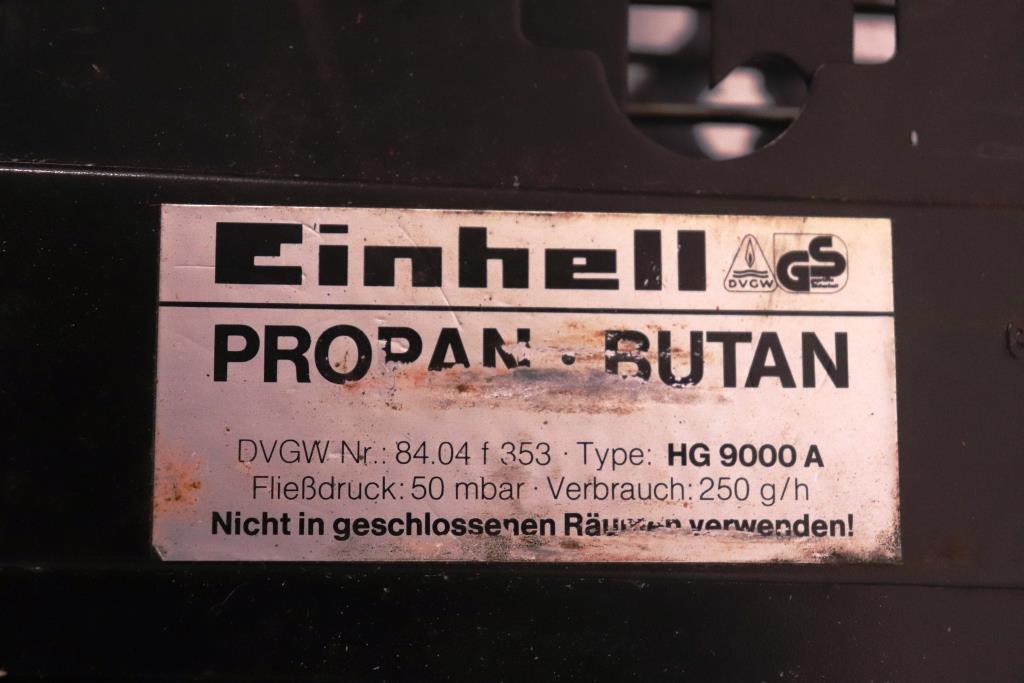 Einhell DVGW GS
PROPAN · BUTAN
DVGW Nr.: 84.04 f 353 · Type: HG 9000 A
Fließdruck: 50 mbar · Verbrauch: 250 g/h
Nicht in geschlossenen Räumen verwenden!